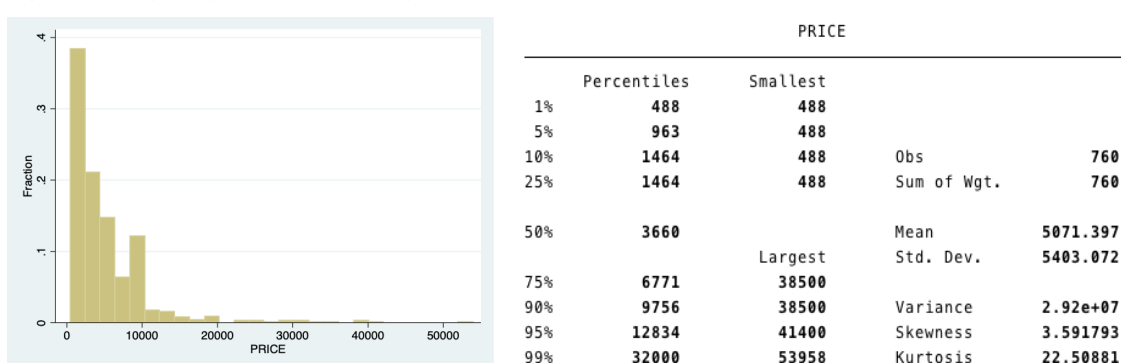 .4
.3
Fraction
.2
.1
0
0 10000 20000 30000 40000 50000
PRICE
PRICE
Percentiles Smallest
1% 488 488
5% 963 488
10% 1464 488 Obs 760
25% 1464 488 Sum of Wgt. 760
50% 3660 Mean 5071.397
Largest Std. Dev. 5403.072
75% 6771 38500
90% 9756 38500 Variance 2.92e+07
95% 12834 41400 Skewness 3.591793
99% 32000 53958 Kurtosis 22.50881